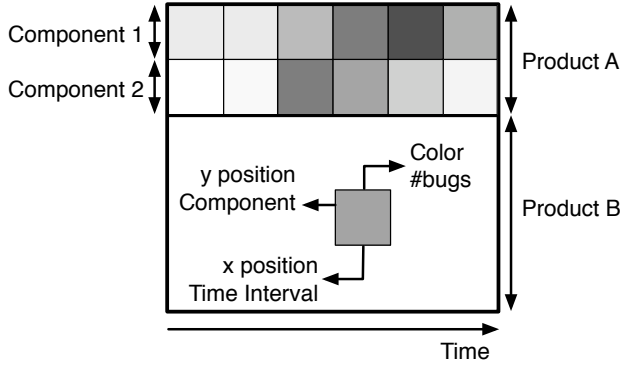 Component 1
Component 2
Product A
Color
#bugs
y position
Component
Product B
x position
Time Interval
Time